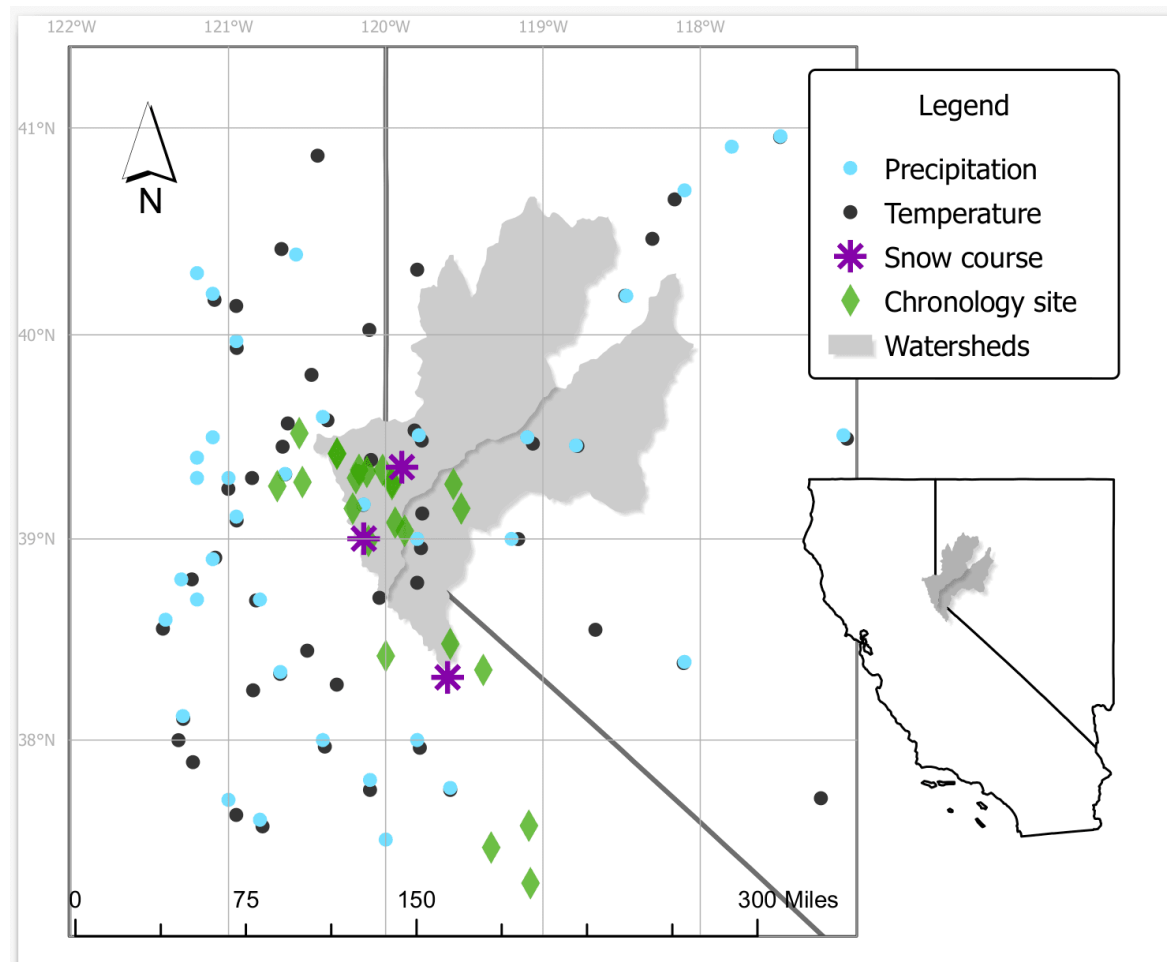 122°W 121°W 120°W 119°W 118°W
41°N
40°N
39°N
38°N
N
Legend
Precipitation
Temperature
Snow course
Chronology site
Watersheds
0 75 150 300 Miles